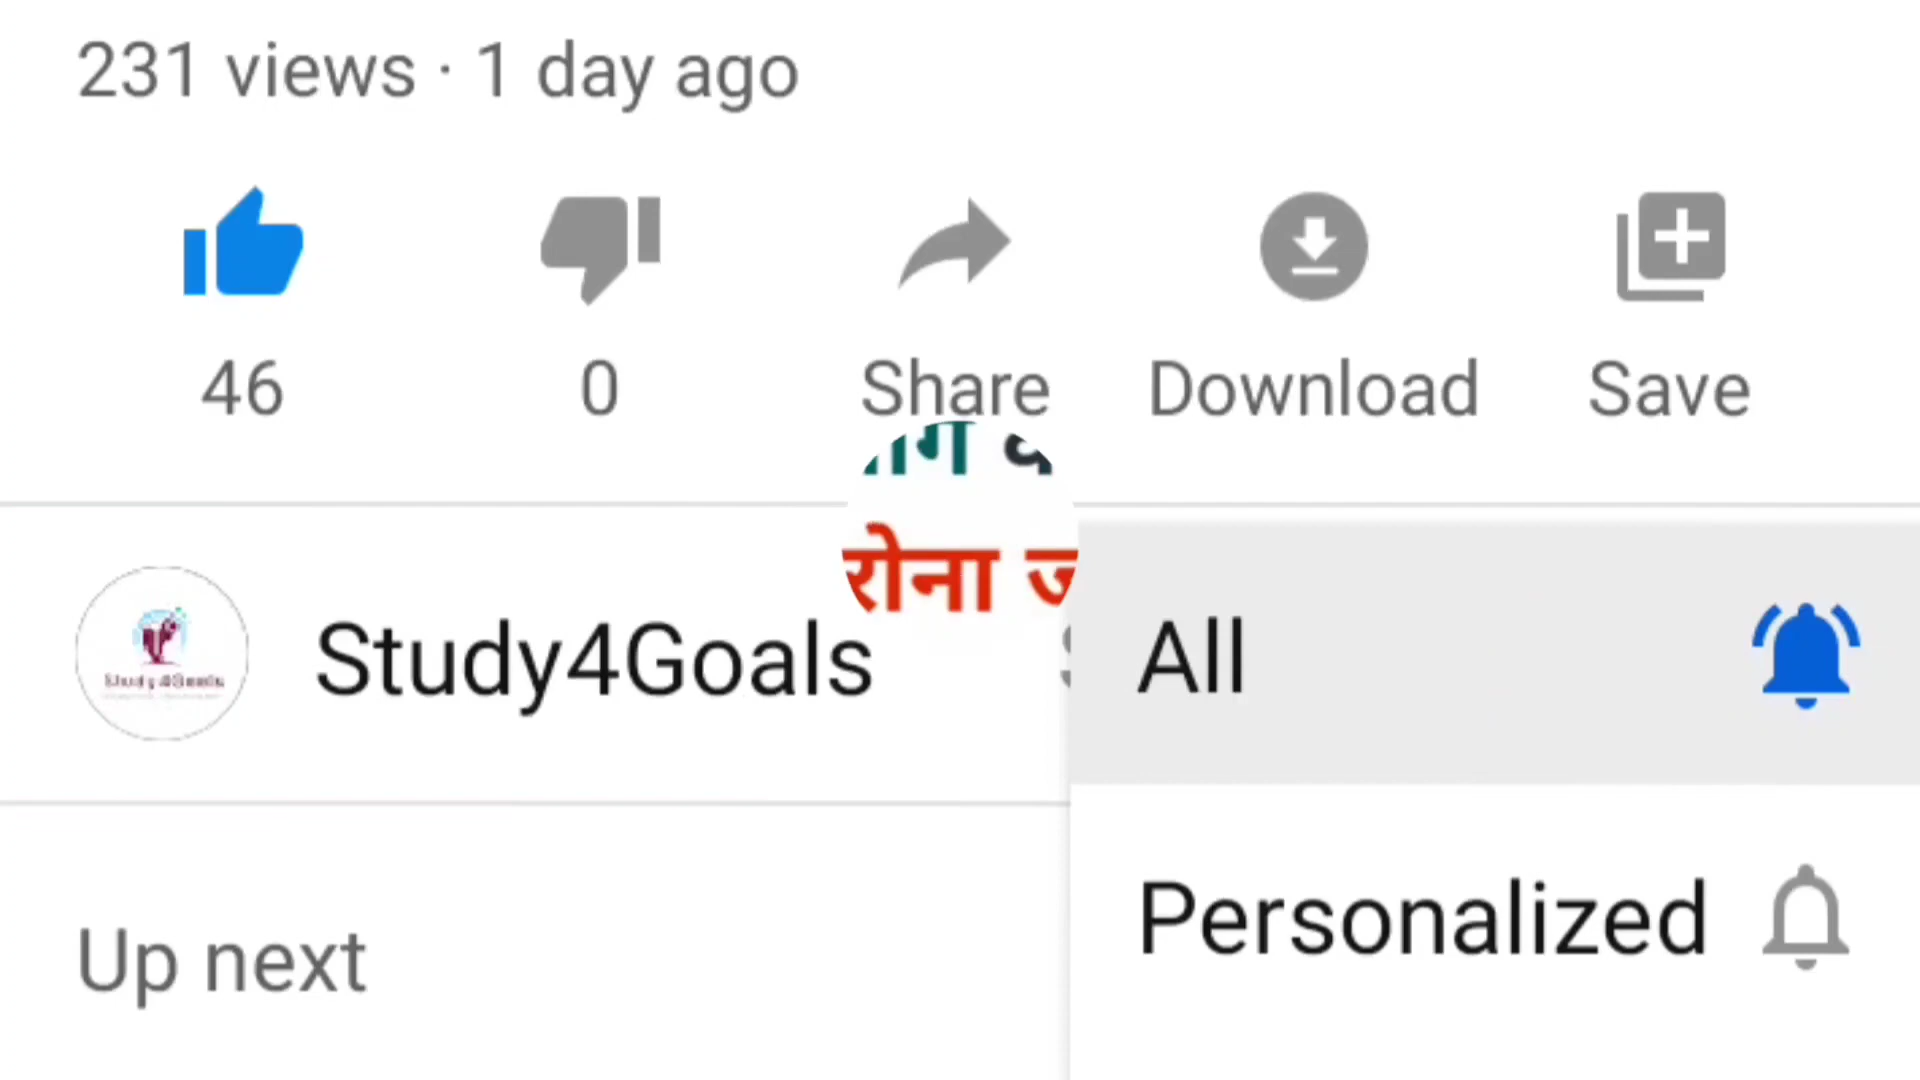 231 views · 1 day ago
46
0
Share
Download
Save
Study4Goals
All
Personalized
Up next